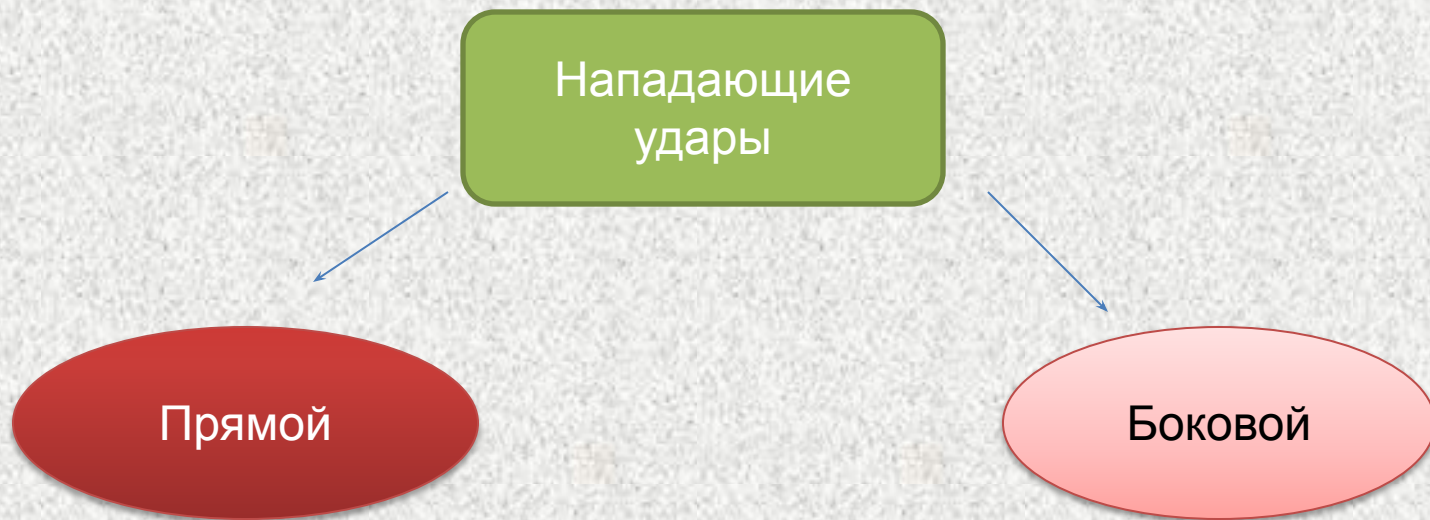 Нападающие
удары
Прямой
Боковой